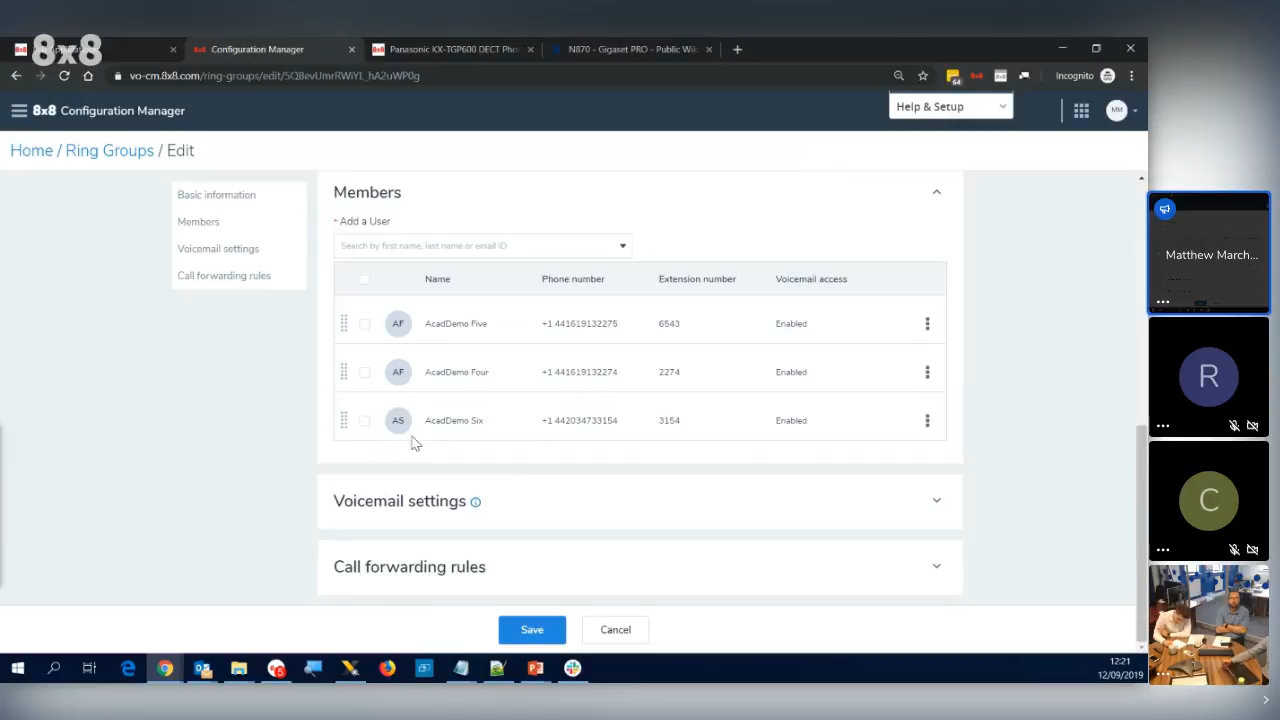 8x8
Configuration Manager
Panasonic KX-TGP600 DECT Pho
N870 - Gigaset PRO - Public Wik
vo-cm.8x8.com/ring-groups/edit/5Q8evUmrRWiYL_hA2uWP0g
64
Incognito
8x8 Configuration Manager
Help & Setup
MM
Home / Ring Groups / Edit
Basic information
Members
Voicemail settings
Call forwarding rules
Members
* Add a User
Search by first name, last name or email ID
Name Phone number Extension number Voicemail access
AF AcadDemo Five +1 441619132275 6543 Enabled
AF AcadDemo Four +1 441619132274 2274 Enabled
AS AcadDemo Six +1 442034733154 3154 Enabled
Voicemail settings
Call forwarding rules
Save
Cancel
12:21
12/09/2019
Matthew March...
R
C